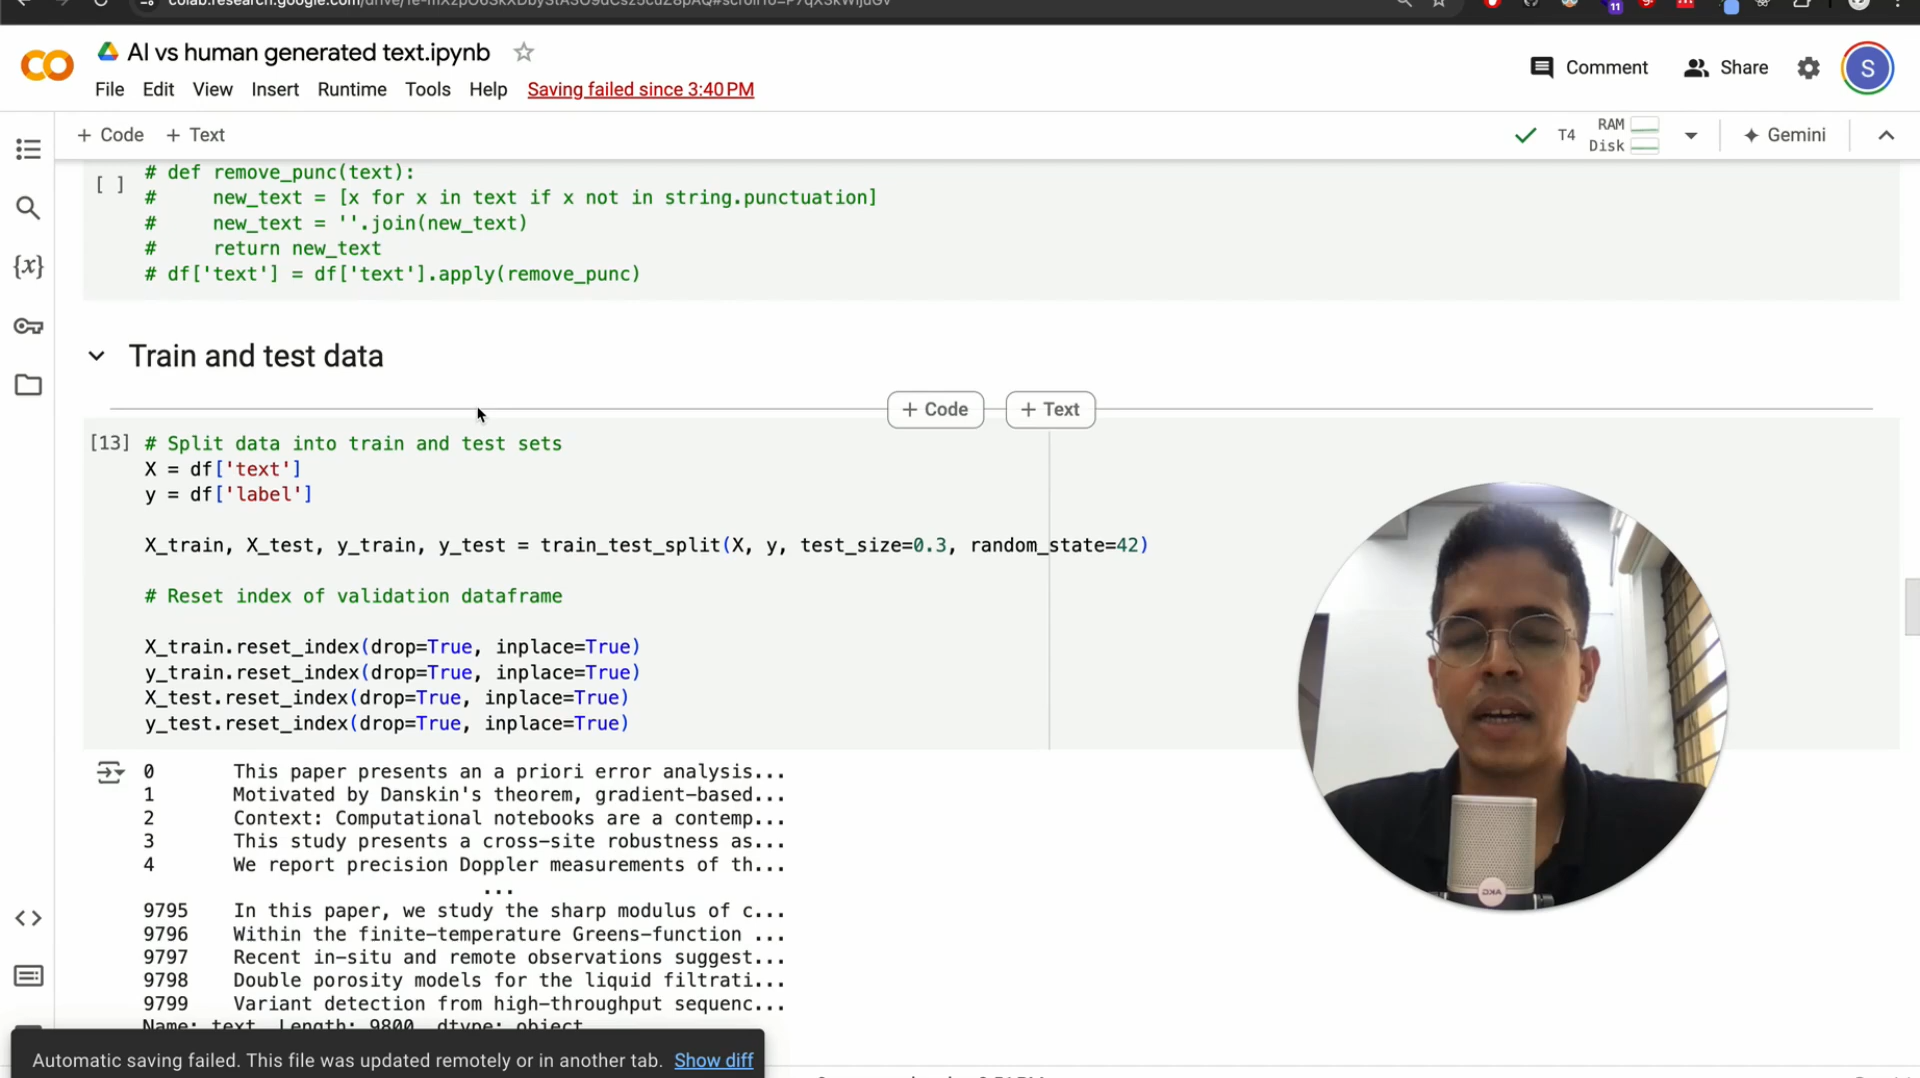 AI vs human generated text.ipynb
Comment
Share
S
File Edit View Insert Runtime Tools Help Saving failed since 3:40 PM
+ Code + Text
T4
RAM
Disk
Gemini
[ ]
# def remove_punc(text):
#     new_text = [x for x in text if x not in string.punctuation]
#     new_text = ''.join(new_text)
#     return new_text
# df['text'] = df['text'].apply(remove_punc)
Train and test data
+ Code + Text
[13] # Split data into train and test sets
X = df['text']
y = df['label']
X_train, X_test, y_train, y_test = train_test_split(X, y, test_size=0.3, random_state=42)
# Reset index of validation dataframe
X_train.reset_index(drop=True, inplace=True)
y_train.reset_index(drop=True, inplace=True)
X_test.reset_index(drop=True, inplace=True)
y_test.reset_index(drop=True, inplace=True)
0 This paper presents an a priori error analysis...
1 Motivated by Danskin's theorem, gradient-based...
2 Context: Computational notebooks are a contemp...
3 This study presents a cross-site robustness as...
4 We report precision Doppler measurements of th...
...
9795 In this paper, we study the sharp modulus of c...
9796 Within the finite-temperature Greens-function ...
9797 Recent in-situ and remote observations suggest...
9798 Double porosity models for the liquid filtrati...
9799 Variant detection from high-throughput sequenc...
Name: text, Length: 9800, dtype: object
Automatic saving failed. This file was updated remotely or in another tab. Show diff
{x}
11
AKG